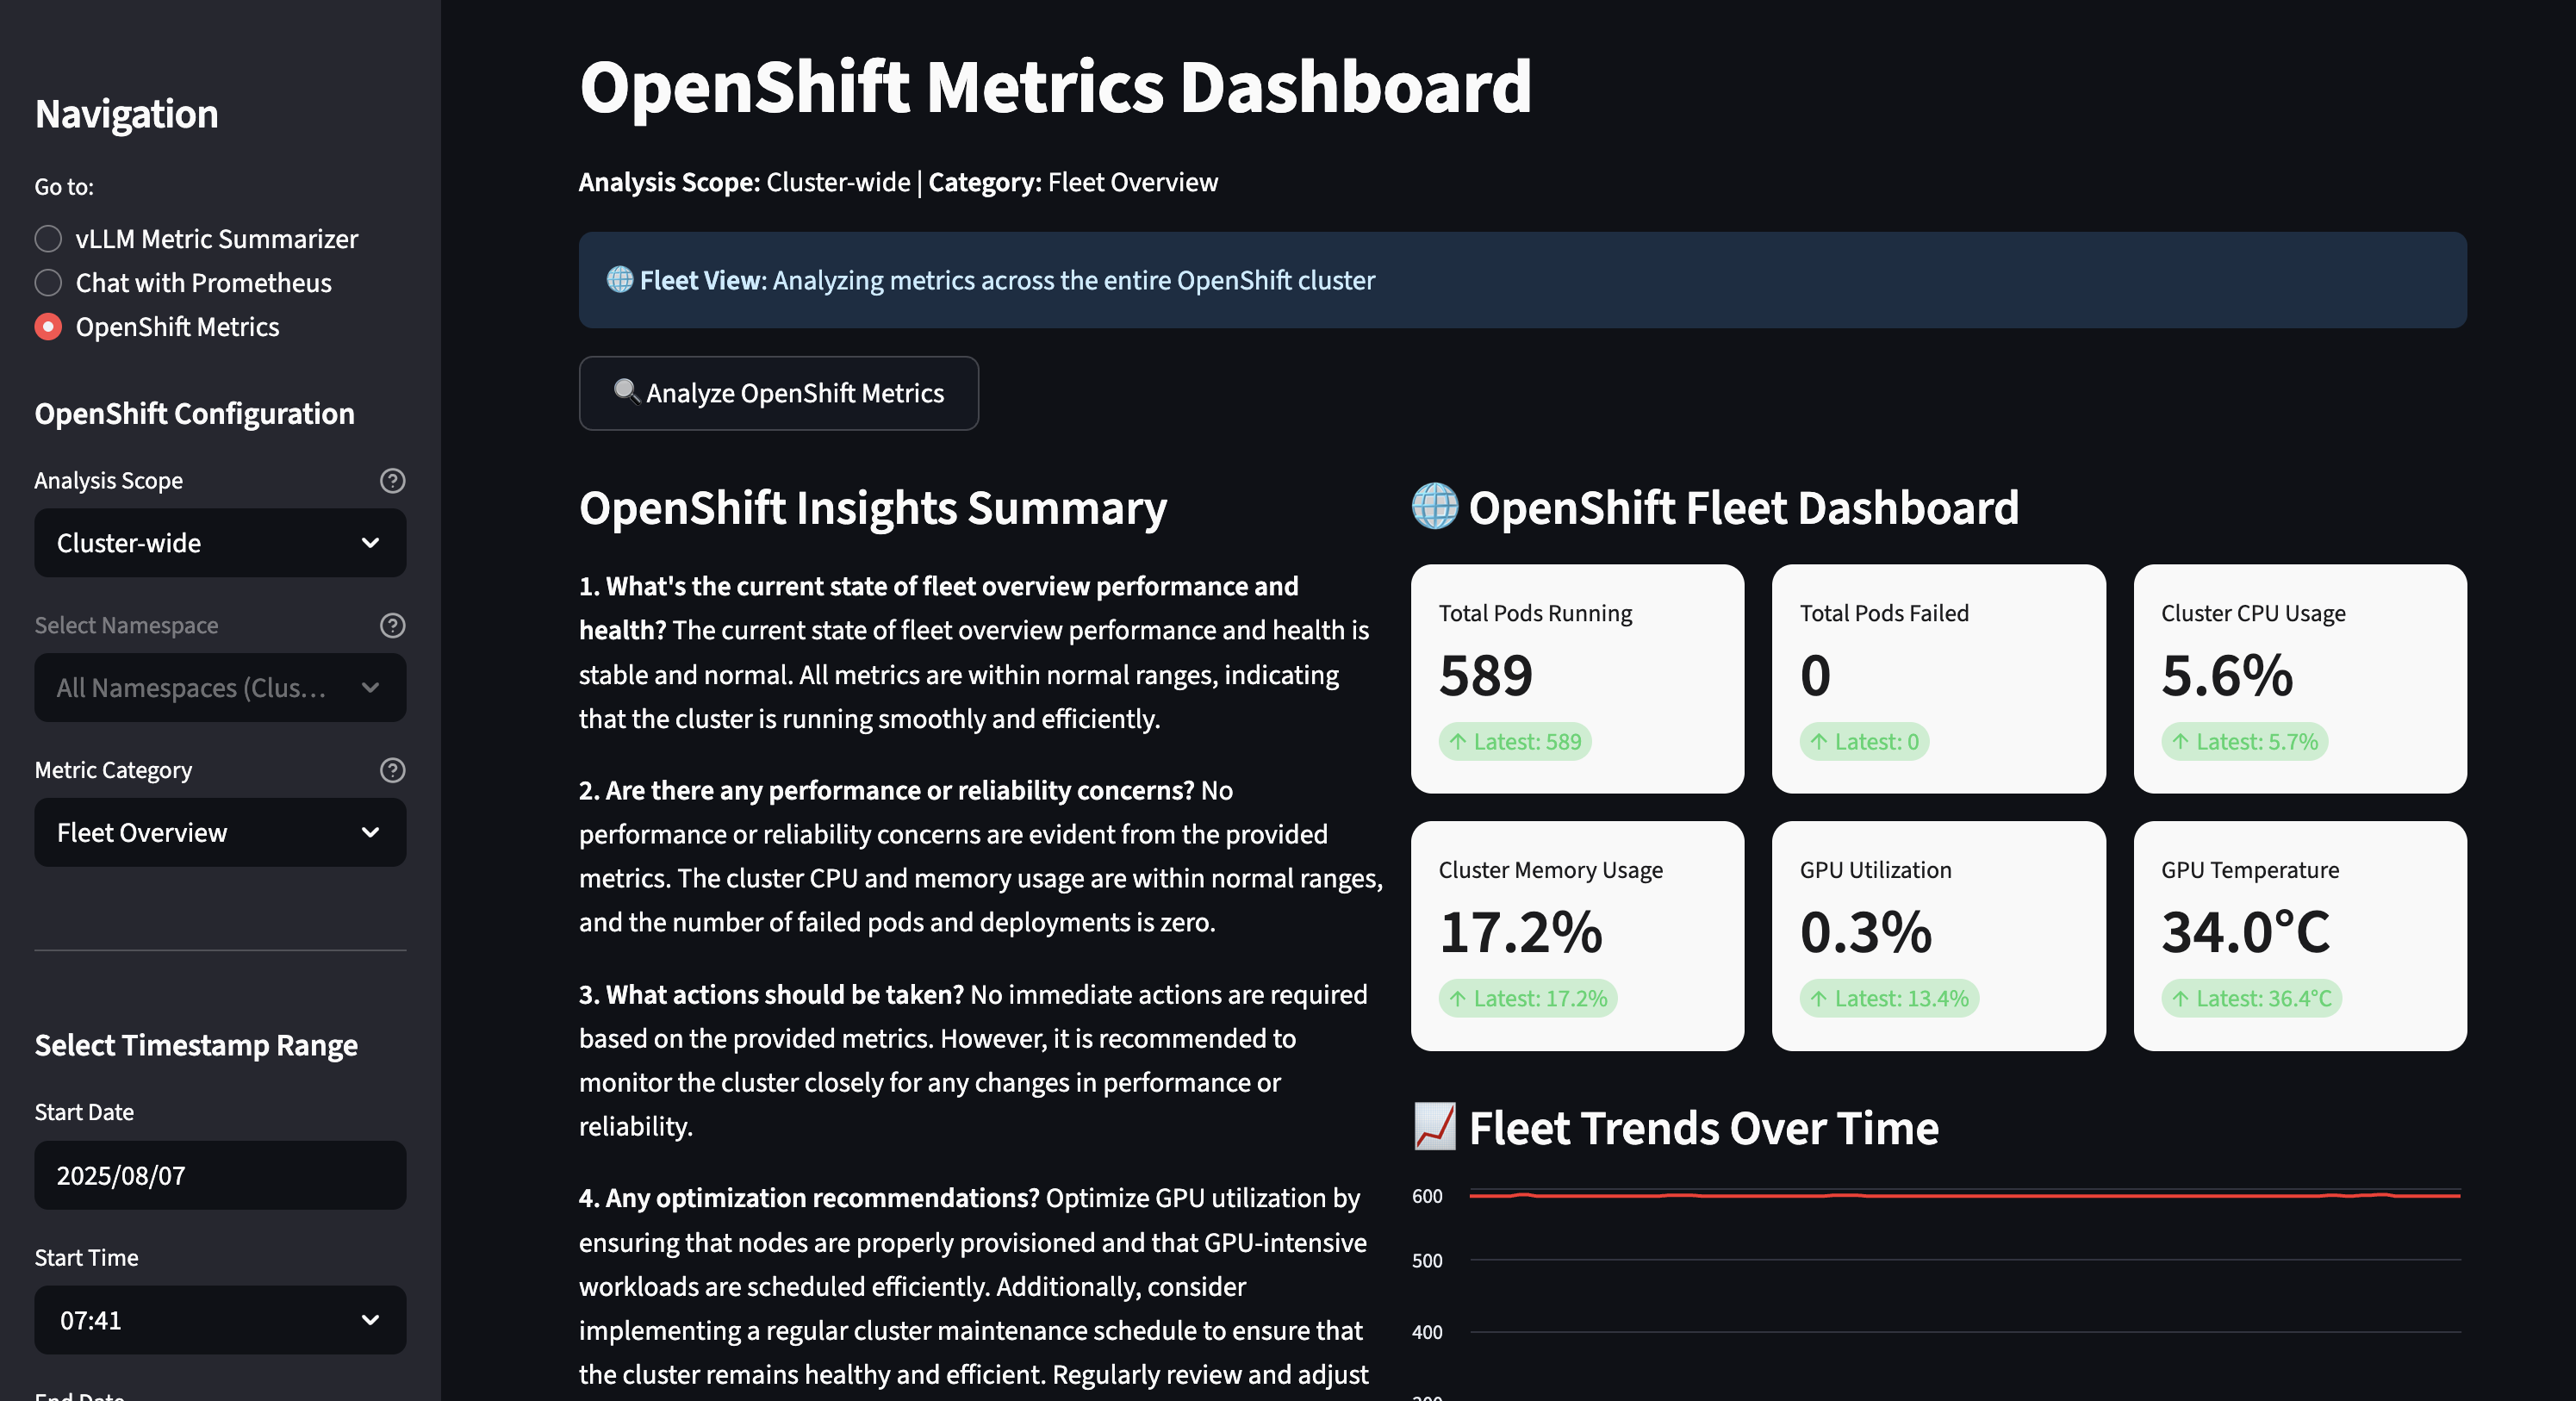 Navigation
Go to:
vLLM Metric Summarizer
Chat with Prometheus
OpenShift Metrics
OpenShift Configuration
Analysis Scope
Cluster-wide
Select Namespace
All Namespaces (Clus...
Metric Category
Fleet Overview
Select Timestamp Range
Start Date
2025/08/07
Start Time
07:41
End Date
OpenShift Metrics Dashboard
Analysis Scope: Cluster-wide | Category: Fleet Overview
Fleet View: Analyzing metrics across the entire OpenShift cluster
Analyze OpenShift Metrics
OpenShift Insights Summary
1. What's the current state of fleet overview performance and
health? The current state of fleet overview performance and health is
stable and normal. All metrics are within normal ranges, indicating
that the cluster is running smoothly and efficiently.
2. Are there any performance or reliability concerns? No
performance or reliability concerns are evident from the provided
metrics. The cluster CPU and memory usage are within normal ranges,
and the number of failed pods and deployments is zero.
3. What actions should be taken? No immediate actions are required
based on the provided metrics. However, it is recommended to
monitor the cluster closely for any changes in performance or
reliability.
4. Any optimization recommendations? Optimize GPU utilization by
ensuring that nodes are properly provisioned and that GPU-intensive
workloads are scheduled efficiently. Additionally, consider
implementing a regular cluster maintenance schedule to ensure that
the cluster remains healthy and efficient. Regularly review and adjust
OpenShift Fleet Dashboard
Total Pods Running
589
↑ Latest: 589
Total Pods Failed
0
↑ Latest: 0
Cluster CPU Usage
5.6%
↑ Latest: 5.7%
Cluster Memory Usage
17.2%
↑ Latest: 17.2%
GPU Utilization
0.3%
↑ Latest: 13.4%
GPU Temperature
34.0°C
↑ Latest: 36.4°C
Fleet Trends Over Time
600
500
400